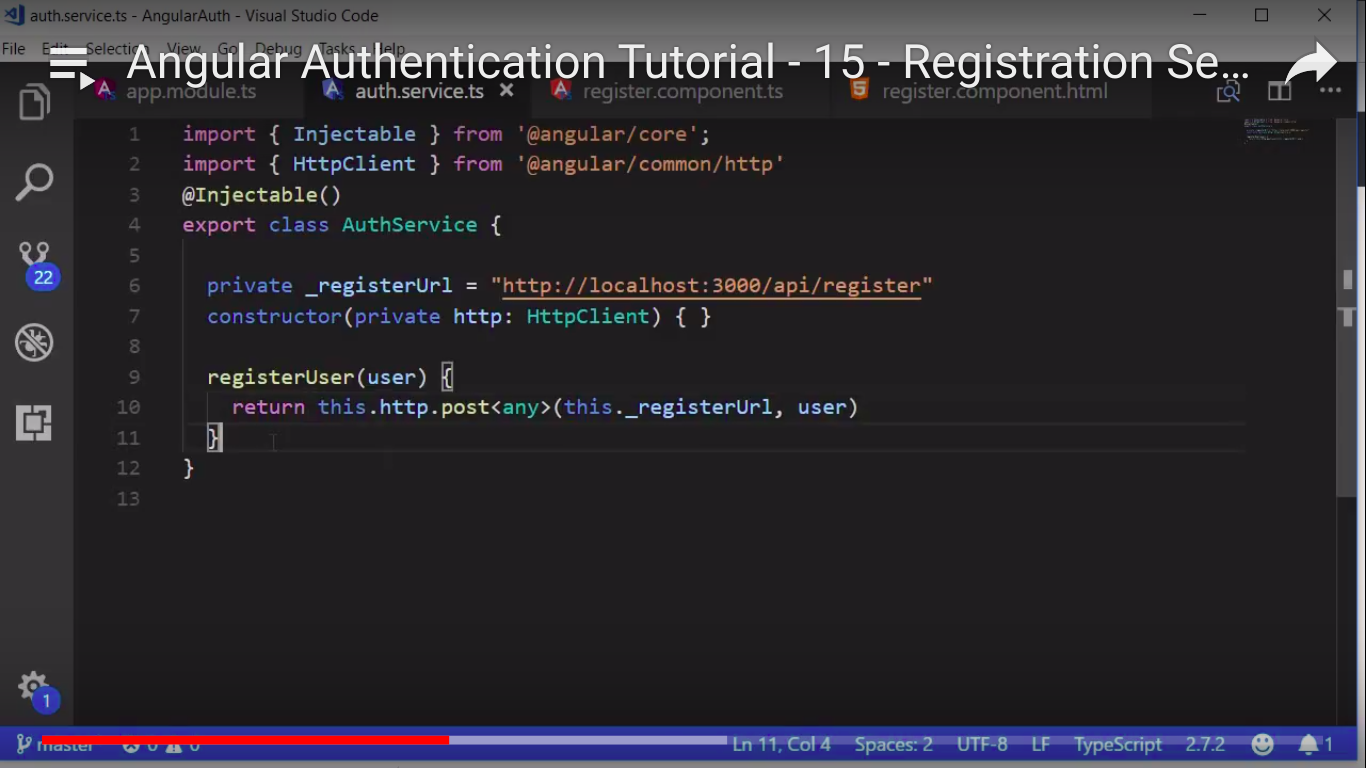 auth.service.ts - AngularAuth - Visual Studio Code
File Edit Selection View Go Debug Tasks Help
Angular Authentication Tutorial - 15 - Registration Se...
app.module.ts auth.service.ts register.component.ts register.component.html
1 import { Injectable } from '@angular/core';
2 import { HttpClient } from '@angular/common/http'
3 @Injectable()
4 export class AuthService {
5
6 private _registerUrl = "http://localhost:3000/api/register"
7 constructor(private http: HttpClient) { }
8
9 registerUser(user) {
10 return this.http.post<any>(this._registerUrl, user)
11 }
12 }
13
22
1
master 0 0 Ln 11, Col 4 Spaces: 2 UTF-8 LF TypeScript 2.7.2 1